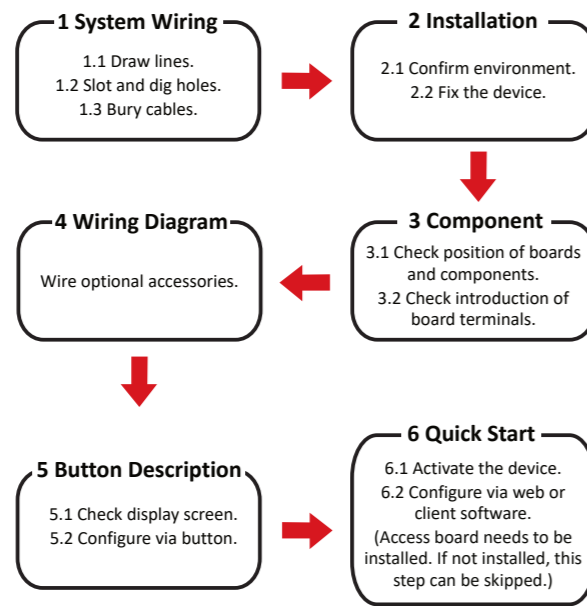 1 System Wiring
1.1 Draw lines.
1.2 Slot and dig holes.
1.3 Bury cables.
2 Installation
2.1 Confirm environment.
2.2 Fix the device.
3 Component
3.1 Check position of boards
and components.
3.2 Check introduction of
board terminals.
4 Wiring Diagram
Wire optional accessories.
5 Button Description
5.1 Check display screen.
5.2 Configure via button.
6 Quick Start
6.1 Activate the device.
6.2 Configure via web or
client software.
(Access board needs to be
installed. If not installed, this
step can be skipped.)